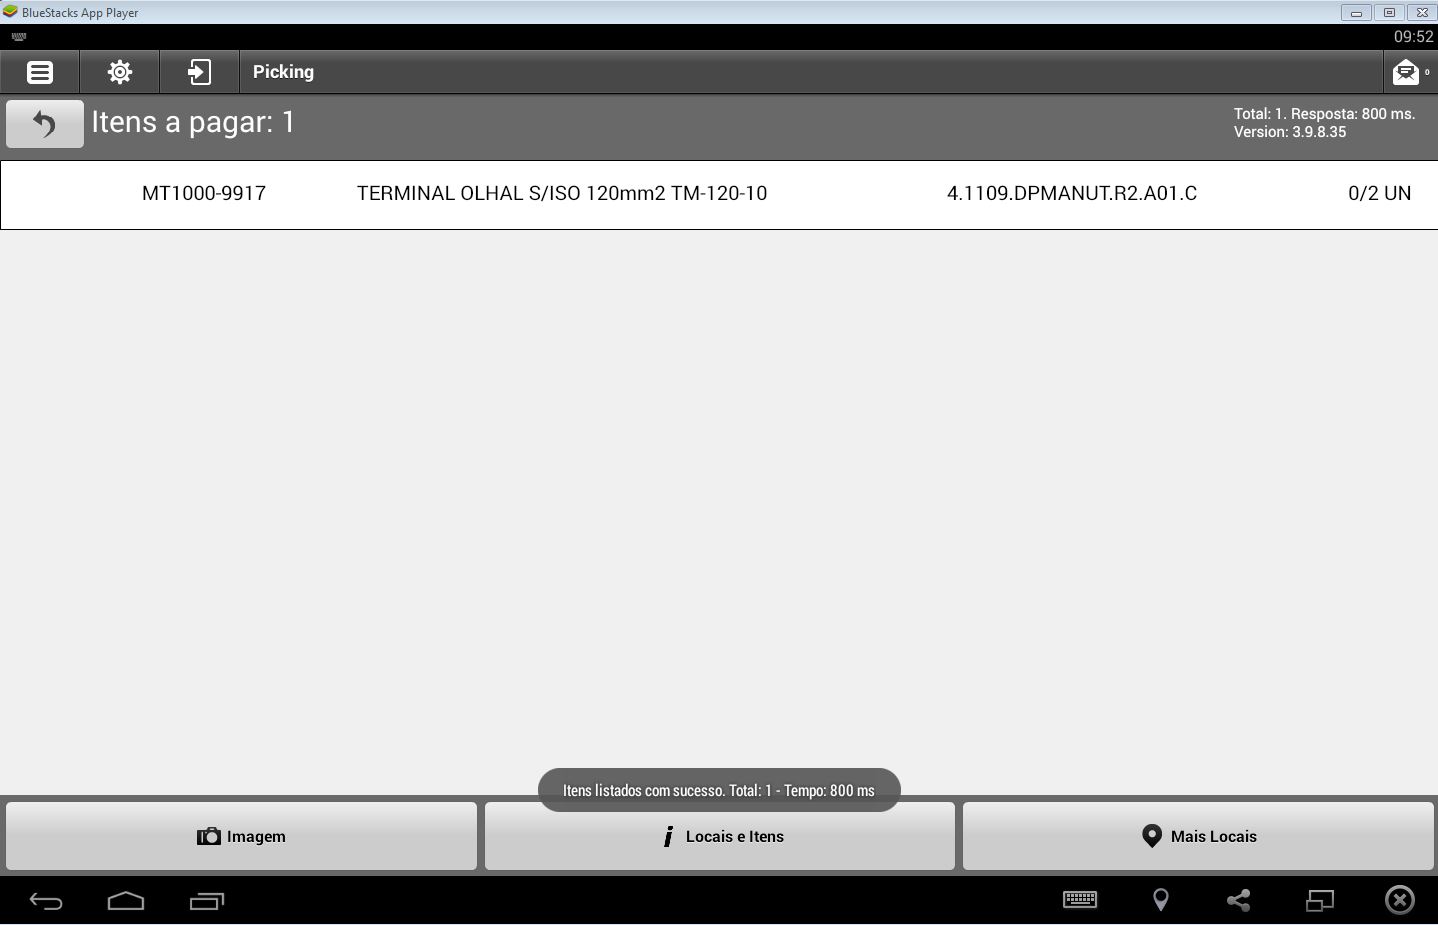 BlueStacks App Player
09:52
Picking
0
Itens a pagar: 1
Total: 1. Resposta: 800 ms.
Version: 3.9.8.35
MT1000-9917 TERMINAL OLHAL S/ISO 120mm2 TM-120-10 4.1109.DPMANUT.R2.A01.C 0/2 UN
Itens listados com sucesso. Total: 1 - Tempo: 800 ms
Imagem
Locais e Itens
Mais Locais